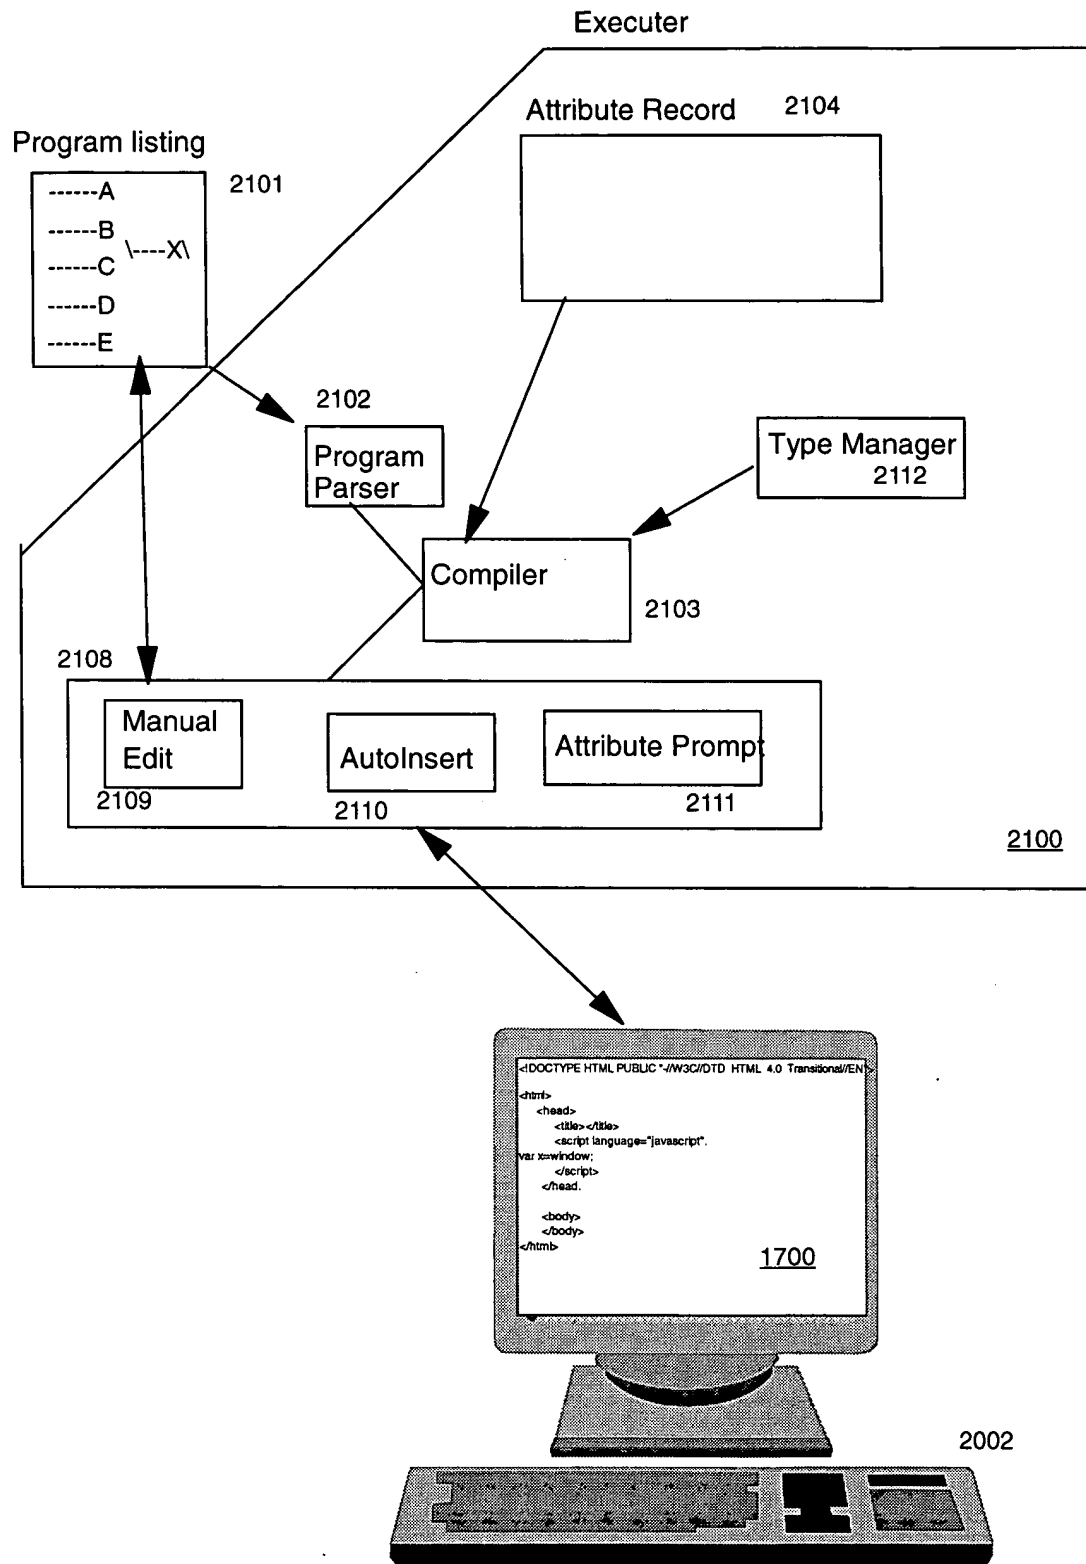 Executer
Attribute Record 2104
Program listing
2101
------A
------B
\----X\
------C
------D
------E
2102
Program
Parser
Type Manager
2112
Compiler
2103
2108
Manual
Edit
AutoInsert
Attribute Prompt
2109
2110
2111
2100
<!DOCTYPE HTML PUBLIC "-//W3C//DTD HTML 4.0 Transitional//EN">
<html>
<head>
<title></title>
<script language="javascript".
var x=window;
</script>
</head.
<body>
</body>
</html>
1700
2002